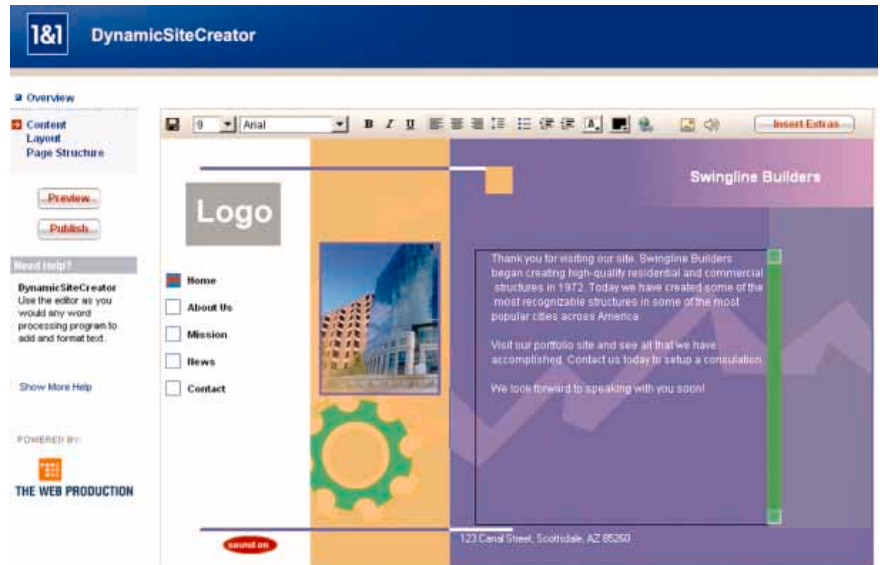 1&1 DynamicSiteCreator
Overview
Content
Layout
Page Structure
Preview
Publish
Need Help?
DynamicSiteCreator
Use the editor as you
would any word
processing program to
add and format text.
Show More Help
POWERED BY:
THE WEB PRODUCTION
9 Arial B I U A Insert Extras
Swingline Builders
Logo
Home
About Us
Mission
News
Contact
Thank you for visiting our site. Swingline Builders
began creating high-quality residential and commercial
structures in 1972. Today we have created some of the
most recognizable structures in some of the most
popular cities across America.
Visit our portfolio site and see all that we have
accomplished. Contact us today to setup a consulation.
We look forward to speaking with you soon!
sound on
123 Canal Street, Scottsdale, AZ 85260